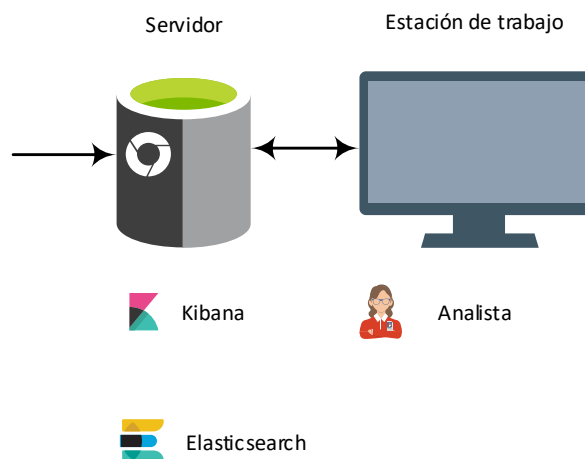 Servidor
Estación de trabajo
Kibana
Analista
Elasticsearch